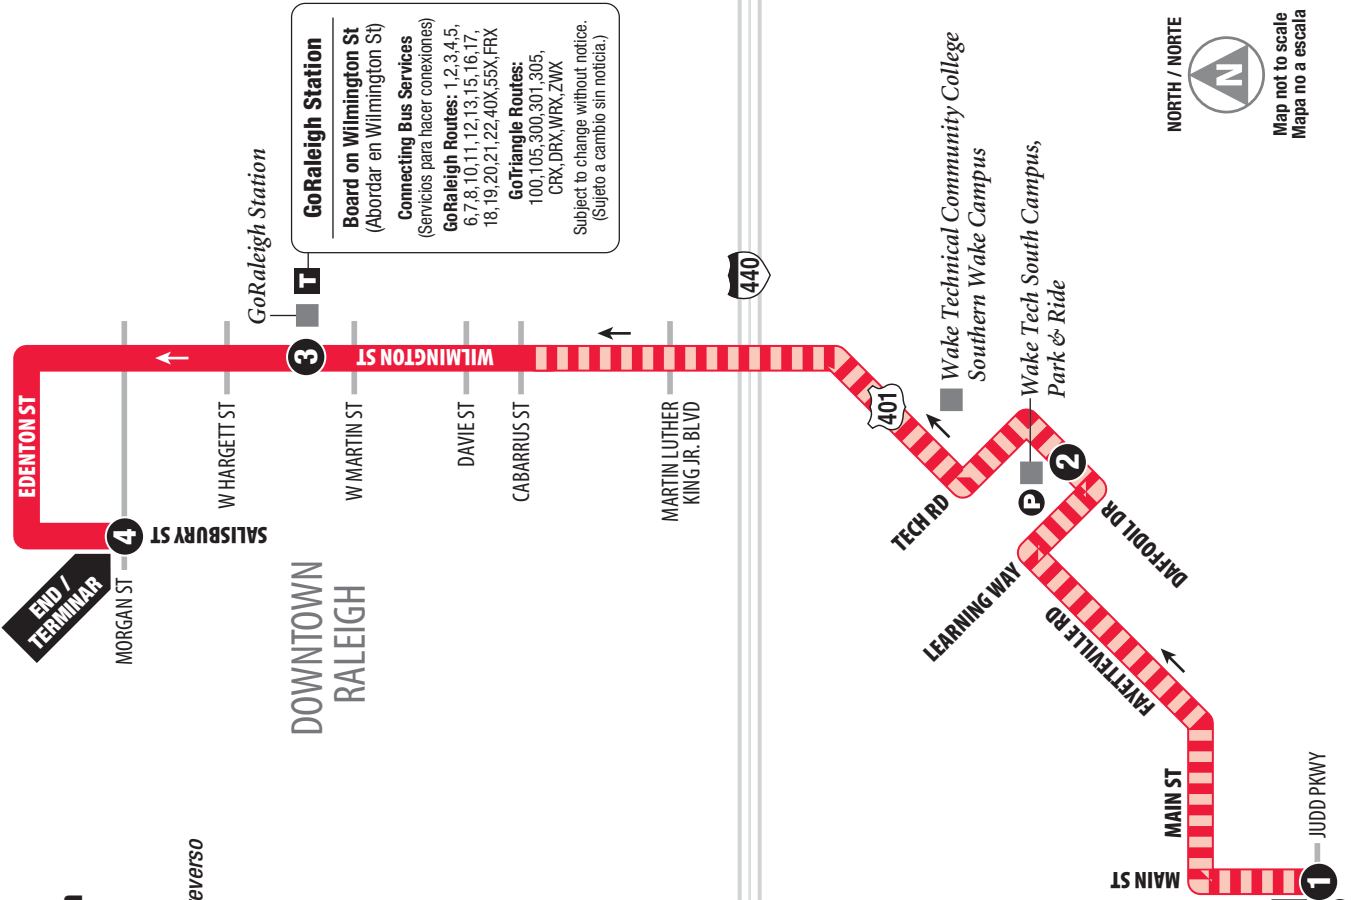 GoRaleigh Station
Board on Wilmington St
(Abordar en Wilmington St)
Connecting Bus Services
(Servicios para hacer conexiones)
GoRaleigh Routes: 1,2,3,4,5,
6,7,8,10,11,12,13,15,16,17,
18,19,20,21,22,40X,55X,FRX
GoTriangle Routes:
100,105,300,301,305,
CRX,DRX,WRX,ZWX
Subject to change without notice.
(Sujeto a cambio sin noticia.)
GoRaleigh Station
T
EDENTON ST
3
WILMINGTON ST
4
SALISBURY ST
END /
TERMINAR
MORGAN ST
W HARGETT ST
W MARTIN ST
DAVIE ST
CABARRUS ST
MARTIN LUTHER
KING JR. BLVD
DOWNTOWN
RALEIGH
everso
440
401
Wake Technical Community College
Southern Wake Campus
Wake Tech South Campus,
Park & Ride
P
2
TECH RD
DAFFODIL DR
LEARNING WAY
FAYETTEVILLE RD
MAIN ST
MAIN ST
1
JUDD PKWY
NORTH / NORTE
N
Map not to scale
Mapa no a escala